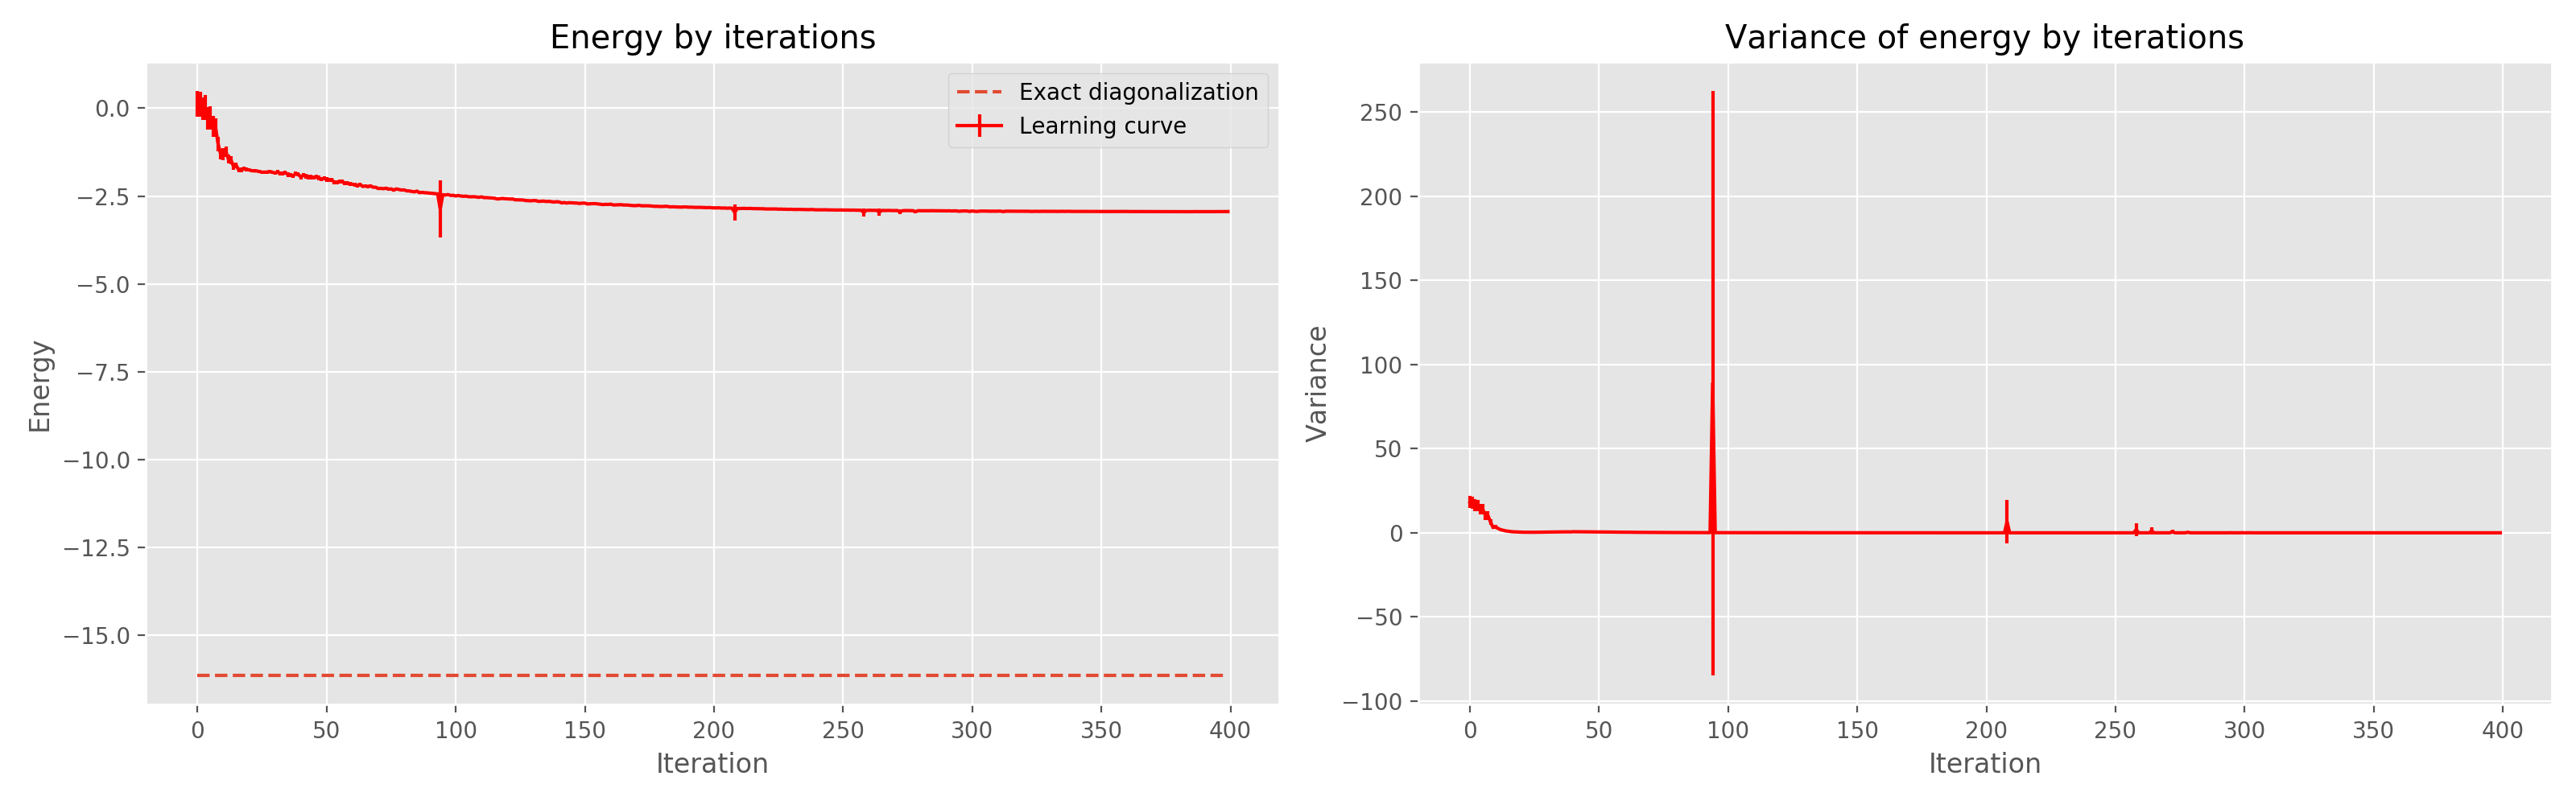 Energy by iterations
Exact diagonalization
Learning curve
0.0
−2.5
−5.0
−7.5
−10.0
−12.5
−15.0
Energy
0 50 100 150 200 250 300 350 400
Iteration
Variance of energy by iterations
250
200
150
100
50
0
−50
−100
Variance
0 50 100 150 200 250 300 350 400
Iteration